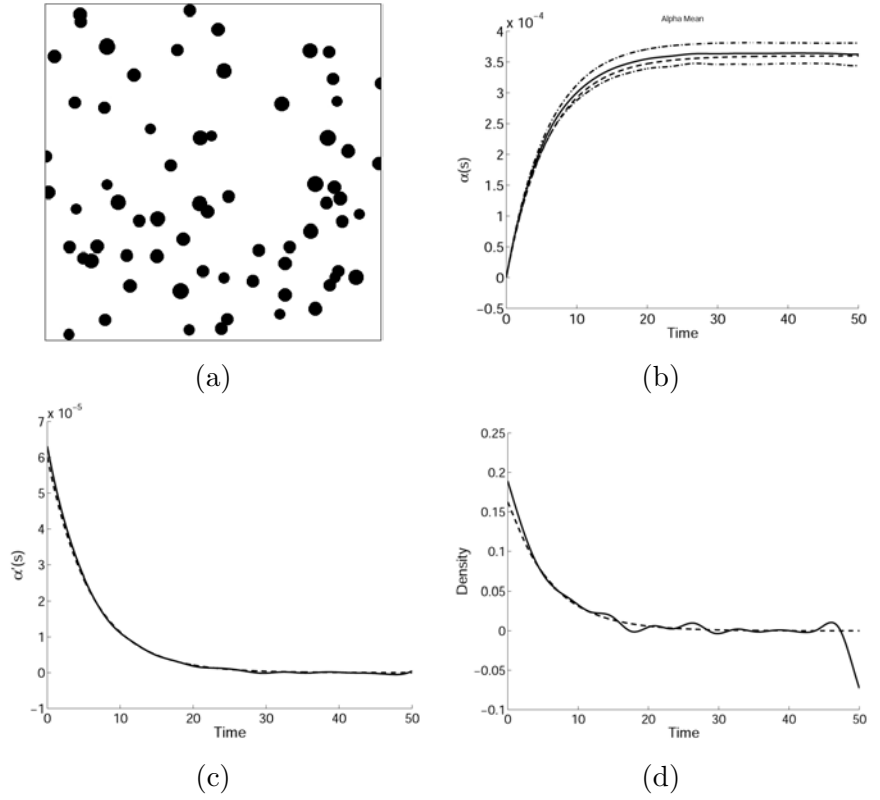 (a)
x 10⁻⁴
Alpha Mean
4
3.5
3
2.5
2
1.5
1
0.5
0
−0.5
α(s)
0 10 20 30 40 50
Time
(b)
x 10⁻⁵
7
6
5
4
3
2
1
0
−1
α'(s)
0 10 20 30 40 50
Time
(c)
0.25
0.2
0.15
0.1
0.05
0
−0.05
−0.1
Density
0 10 20 30 40 50
Time
(d)